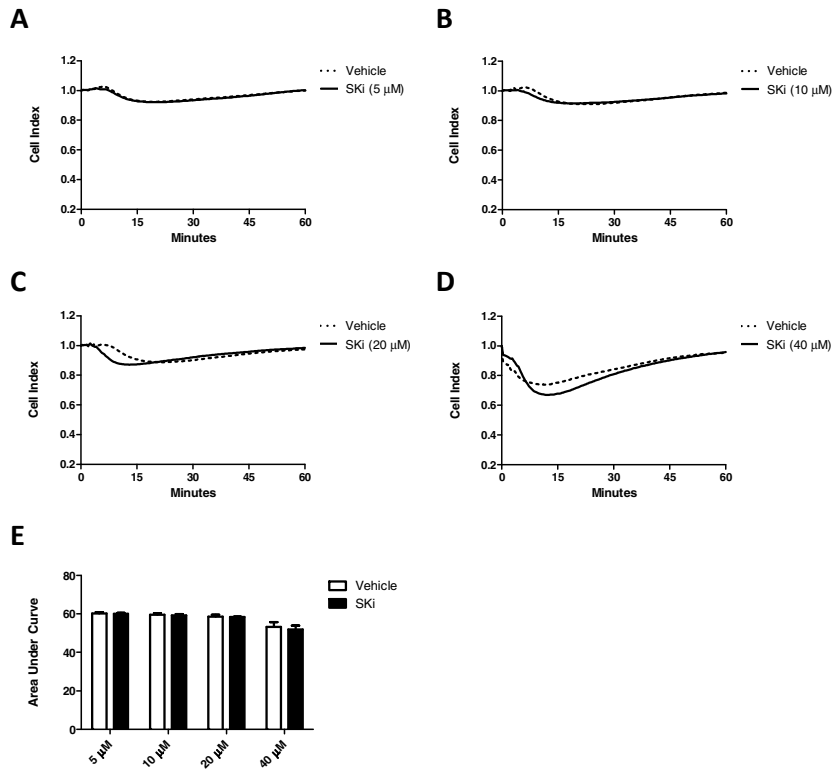 A
1.2
1.0
0.8
0.6
0.4
0.2
Cell Index
0 15 30 45 60
Minutes
Vehicle
SKi (5 µM)
B
1.2
1.0
0.8
0.6
0.4
0.2
Cell Index
0 15 30 45 60
Minutes
Vehicle
SKi (10 µM)
C
1.2
1.0
0.8
0.6
0.4
0.2
Cell Index
0 15 30 45 60
Minutes
Vehicle
SKi (20 µM)
D
1.2
1.0
0.8
0.6
0.4
0.2
Cell Index
0 15 30 45 60
Minutes
Vehicle
SKi (40 µM)
E
80
60
40
20
0
Area Under Curve
5 µM 10 µM 20 µM 40 µM
Vehicle
SKi